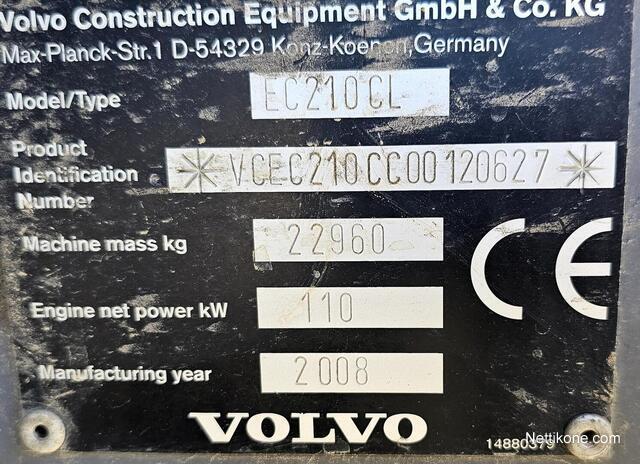 Volvo Construction Equipment GmbH & Co. KG
Max-Planck-Str.1 D-54329 Konz-Koenen,Germany
Model/Type EC210CL
Product
Identification
Number
*VCEC210CC00120627*
Machine mass kg 22960
Engine net power kW 110
Manufacturing year 2008
CE
VOLVO
14880379
Nettikone.com